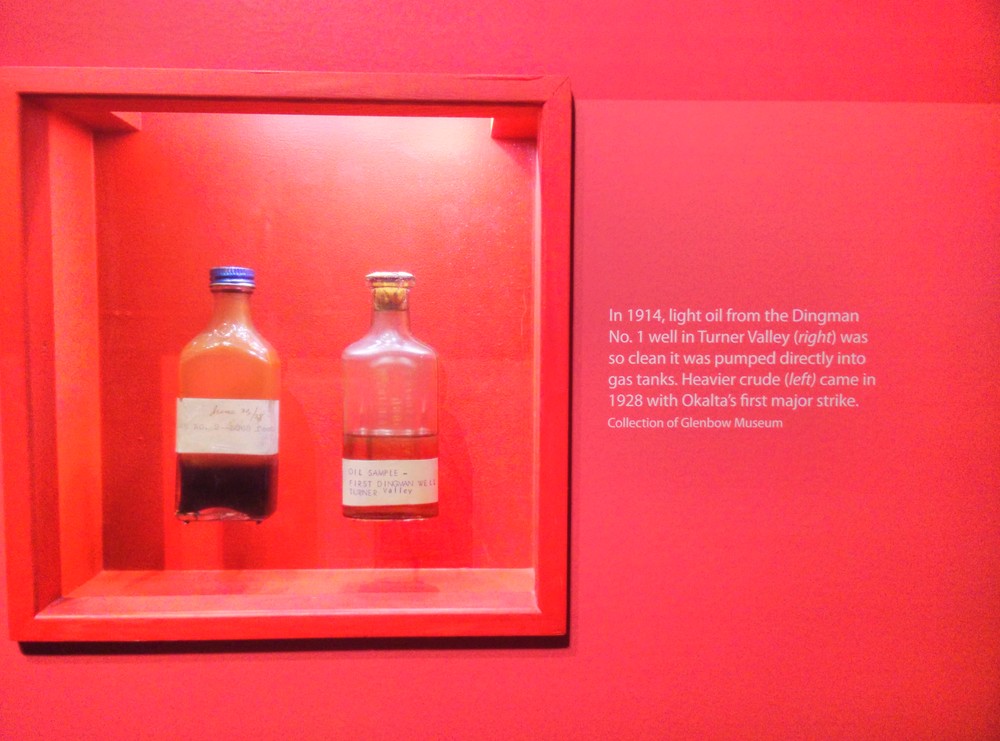 In 1914, light oil from the Dingman
No. 1 well in Turner Valley (right) was
so clean it was pumped directly into
gas tanks. Heavier crude (left) came in
1928 with Okalta's first major strike.
Collection of Glenbow Museum
OIL SAMPLE -
FIRST DINGMAN WELL
TURNER Valley